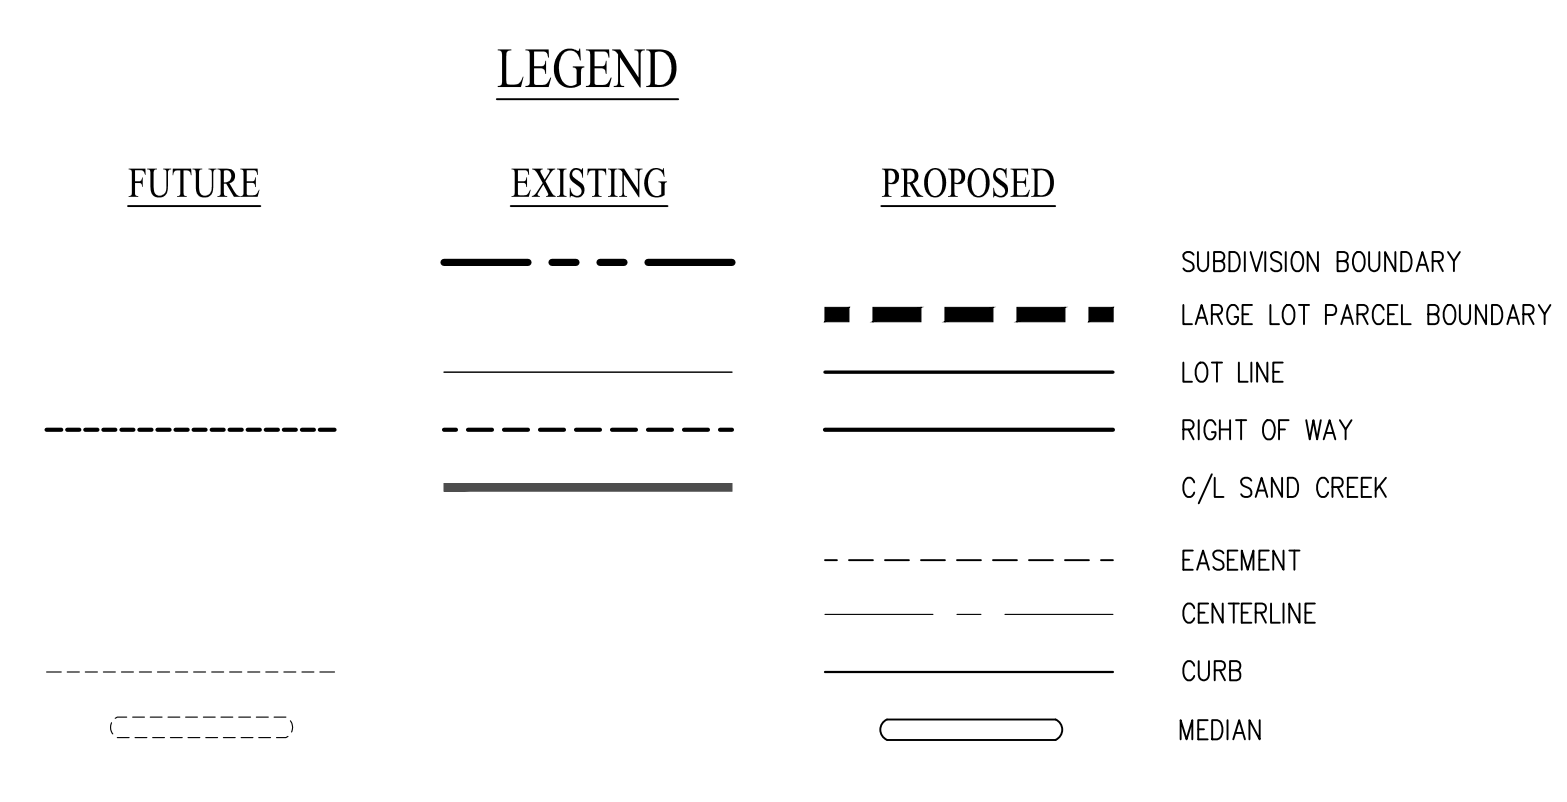 LEGEND
FUTURE EXISTING PROPOSED
SUBDIVISION BOUNDARY
LARGE LOT PARCEL BOUNDARY
LOT LINE
RIGHT OF WAY
C/L SAND CREEK
EASEMENT
CENTERLINE
CURB
MEDIAN